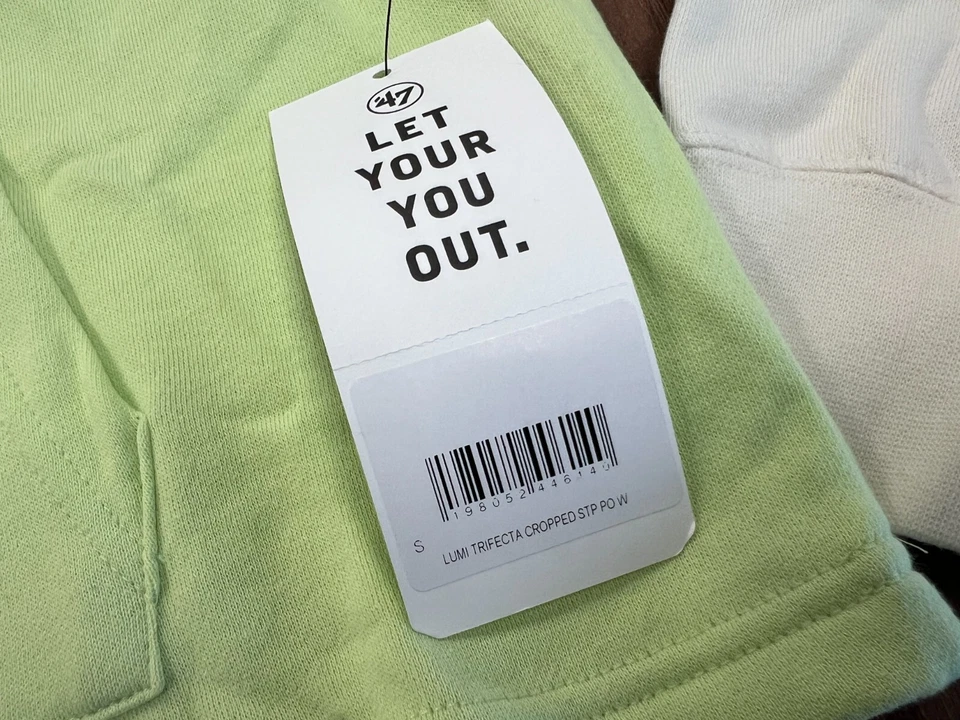 '47
LET
YOUR
YOU
OUT.
198052446140
S
LUMI TRIFECTA CROPPED STP PO W